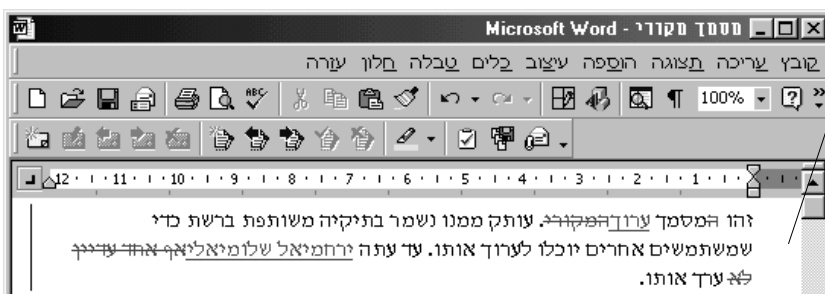 מסמך מקורי - Microsoft Word
קובץ עריכה תצוגה הוספה עיצוב כלים טבלה חלון עזרה
ABC 100%
12 11 10 9 8 7 6 5 4 3 2 1
זהו המסמך ערוךהמקורי. עותק ממנו נשמר בתיקיה משותפת ברשת כדי
שמשתמשים אחרים יוכלו לערוך אותו. עד עתה ירחמיאל שלומיאליאף אחד עדיין
לא ערך אותו.